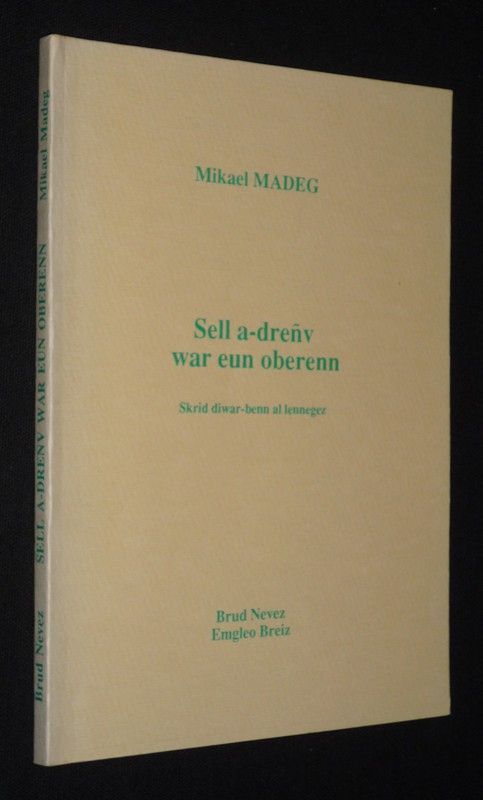 Mikael MADEG
Sell a-dreñv
war eun oberenn
Skrid diwar-benn al lennegez
Brud Nevez
Emgleo Breiz
Brud Nevez SELL A-DRENV WAR EUN OBERENN Mikael Madeg